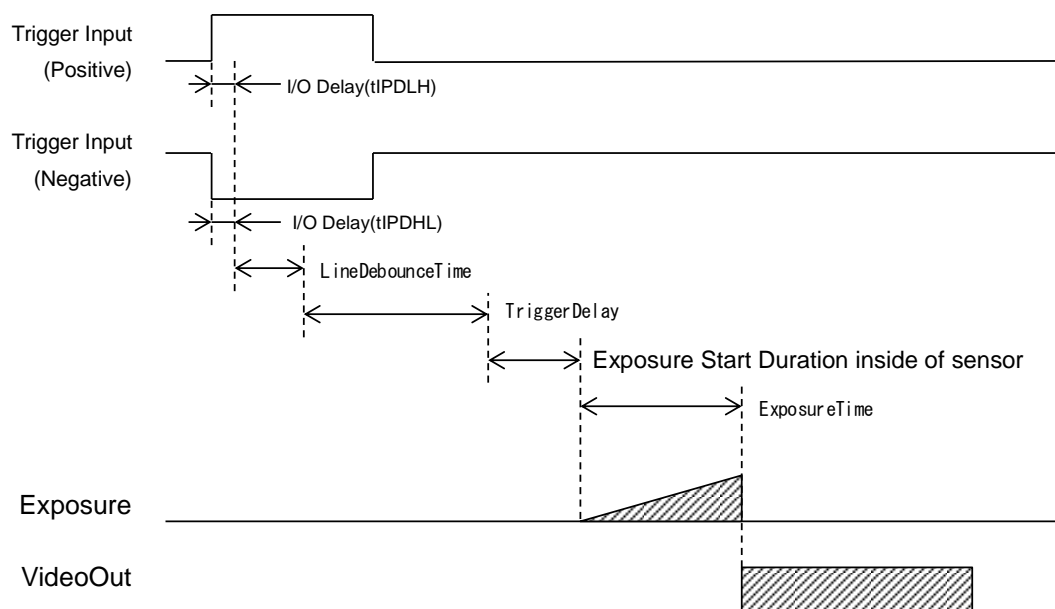 Trigger Input
(Positive)
I/O Delay(tIPDLH)
Trigger Input
(Negative)
I/O Delay(tIPDHL)
LineDebounceTime
TriggerDelay
Exposure Start Duration inside of sensor
ExposureTime
Exposure
VideoOut